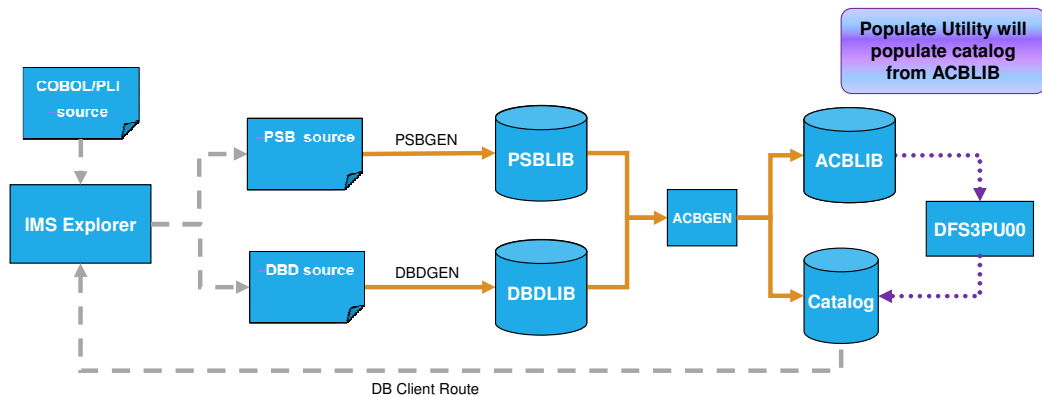 Populate Utility will
populate catalog
from ACBLIB
COBOL/PLI
–source
–PSB source
PSBGEN
PSBLIB
ACBLIB
IMS Explorer
ACBGEN
DFS3PU00
–DBD source
DBDGEN
DBDLIB
Catalog
DB Client Route